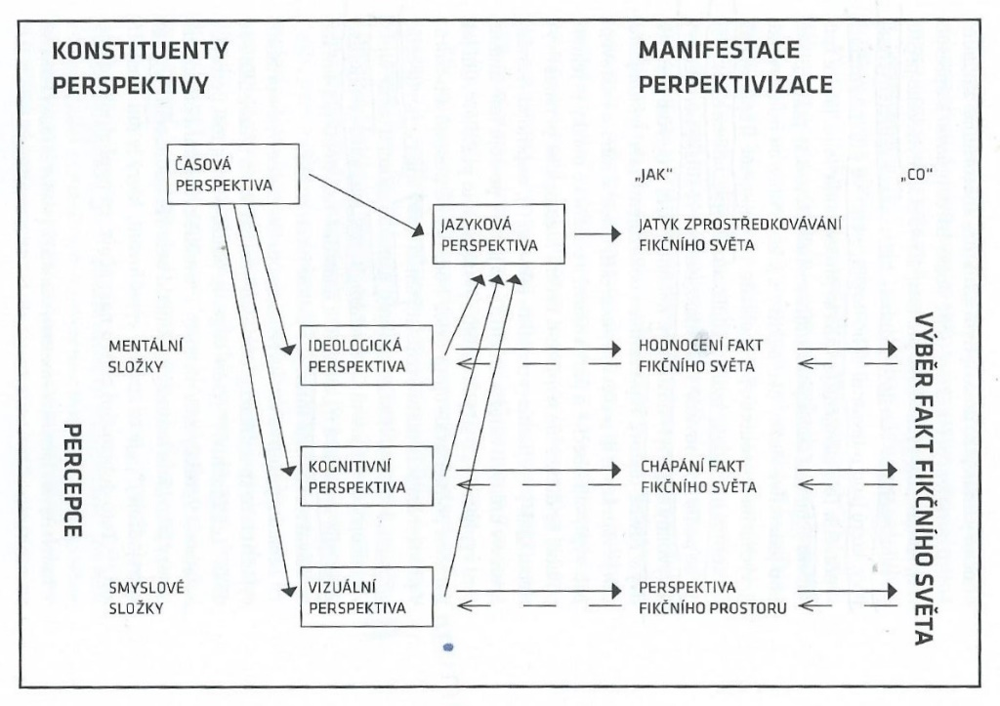 KONSTITUENTY
PERSPEKTIVY
MANIFESTACE
PERPEKTIVIZACE
ČASOVÁ
PERSPEKTIVA
„JAK“
„CO“
JAZYKOVÁ
PERSPEKTIVA
JATYK ZPROSTŘEDKOVÁVÁNÍ
FIKČNÍHO SVĚTA
MENTÁLNÍ
SLOŽKY
IDEOLOGICKÁ
PERSPEKTIVA
HODNOCENÍ FAKT
FIKČNÍHO SVĚTA
PERCEPCE
KOGNITIVNÍ
PERSPEKTIVA
CHÁPÁNÍ FAKT
FIKČNÍHO SVĚTA
VÝBĚR FAKT FIKČNÍHO SVĚTA
SMYSLOVÉ
SLOŽKY
VIZUÁLNÍ
PERSPEKTIVA
PERSPEKTIVA
FIKČNÍHO PROSTORU